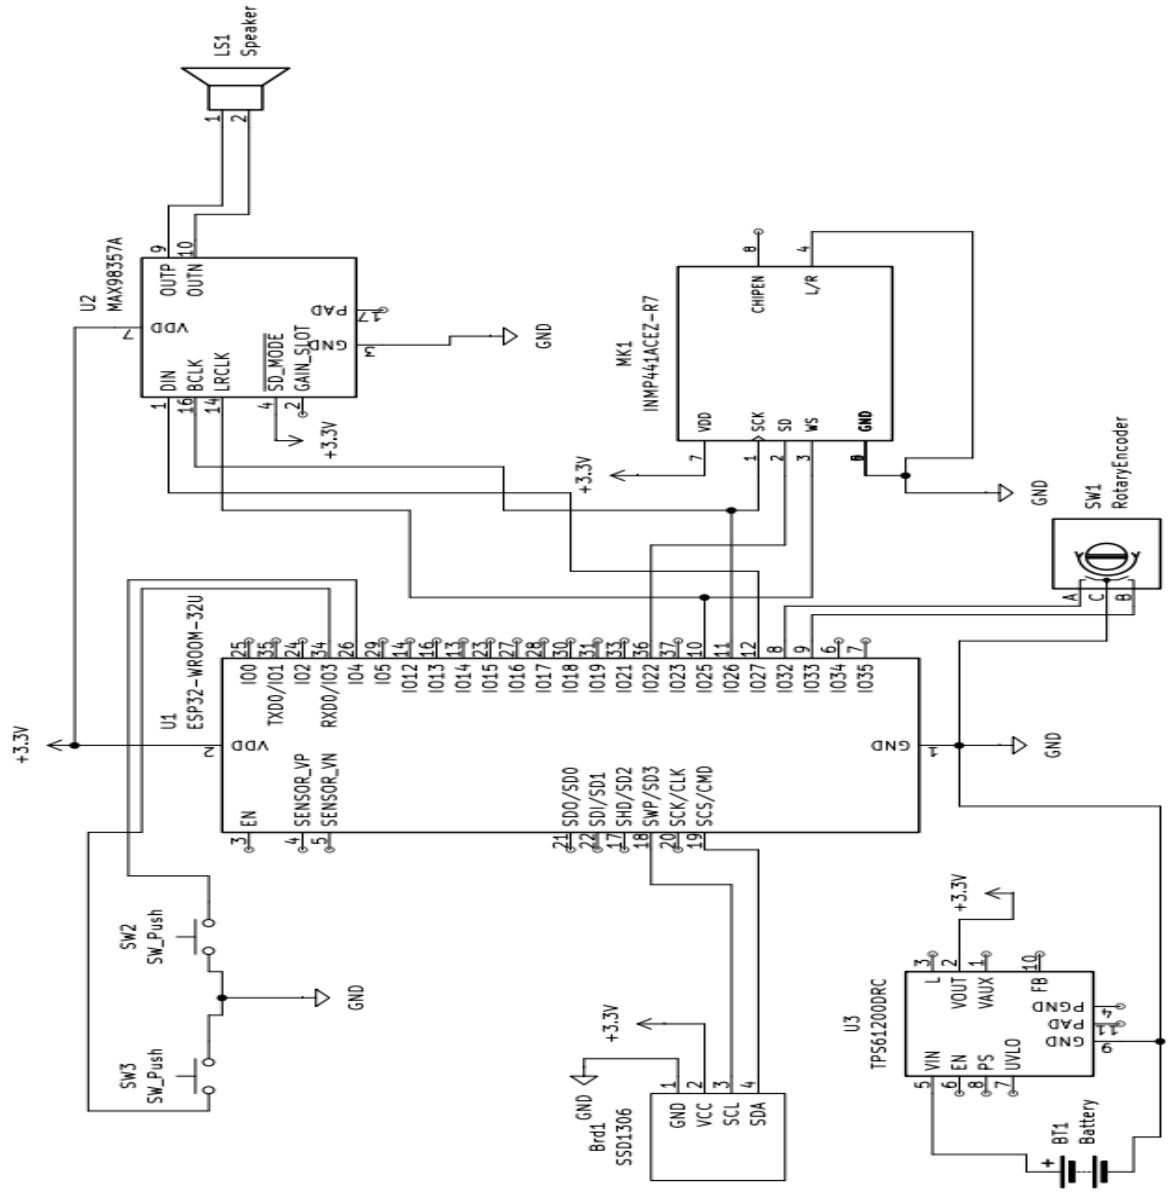 LS1
Speaker
1
2
U2
MAX98357A
9
OUTP
10
OUTN
7
VDD
17
PAD
3
GND
1
DIN
16
BCLK
14
LRCLK
4
SD_MODE
2
GAIN_SLOT
+3.3V
GND
MK1
INMP441ACEZ-R7
8
CHIPEN
4
L/R
7
VDD
1
SCK
2
SD
3
WS
GND
+3.3V
GND
SW1
RotaryEncoder
A
C
B
+3.3V
U1
ESP32-WROOM-32U
2
VDD
25
IO0
35
TXD0/IO1
24
IO2
34
RXD0/IO3
26
IO4
29
IO5
14
IO12
16
IO13
13
IO14
23
IO15
27
IO16
28
IO17
30
IO18
31
IO19
33
IO21
36
IO22
37
IO23
10
IO25
11
IO26
12
IO27
8
IO32
9
IO33
6
IO34
7
IO35
1
GND
GND
3
EN
4
SENSOR_VP
5
SENSOR_VN
21
SDO/SD0
22
SDI/SD1
17
SHD/SD2
18
SWP/SD3
20
SCK/CLK
19
SCS/CMD
SW2
SW_Push
SW3
SW_Push
GND
Brd1
SSD1306
GND
+3.3V
1
GND
2
VCC
3
SCL
4
SDA
U3
TPS61200DRC
+3.3V
3
L
2
VOUT
1
VAUX
10
FB
4
PGND
11
PAD
9
GND
5
VIN
6
EN
8
PS
7
UVLO
BT1
Battery
+